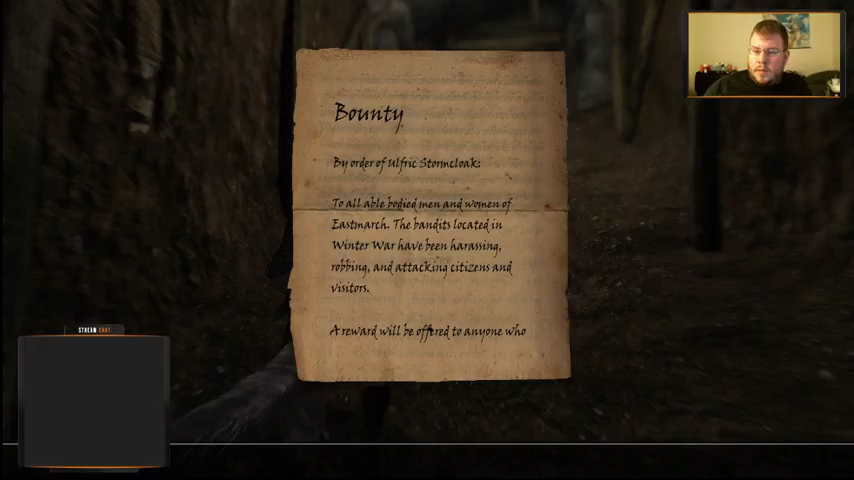 Bounty
By order of Ulfric Stormcloak:
To all able bodied men and women of
Eastmarch. The bandits located in
Winter War have been harassing,
robbing, and attacking citizens and
visitors.
A reward will be offered to anyone who
STREAM CHAT